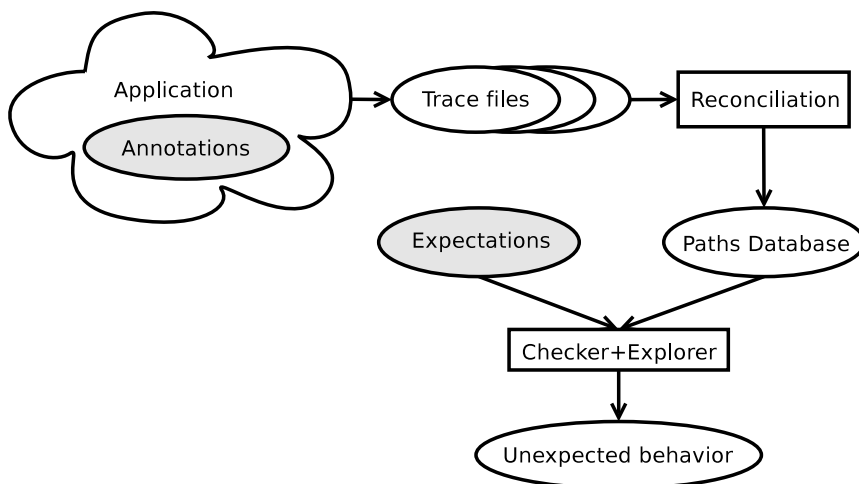 Application
Annotations
Trace files
Reconciliation
Expectations
Paths Database
Checker+Explorer
Unexpected behavior